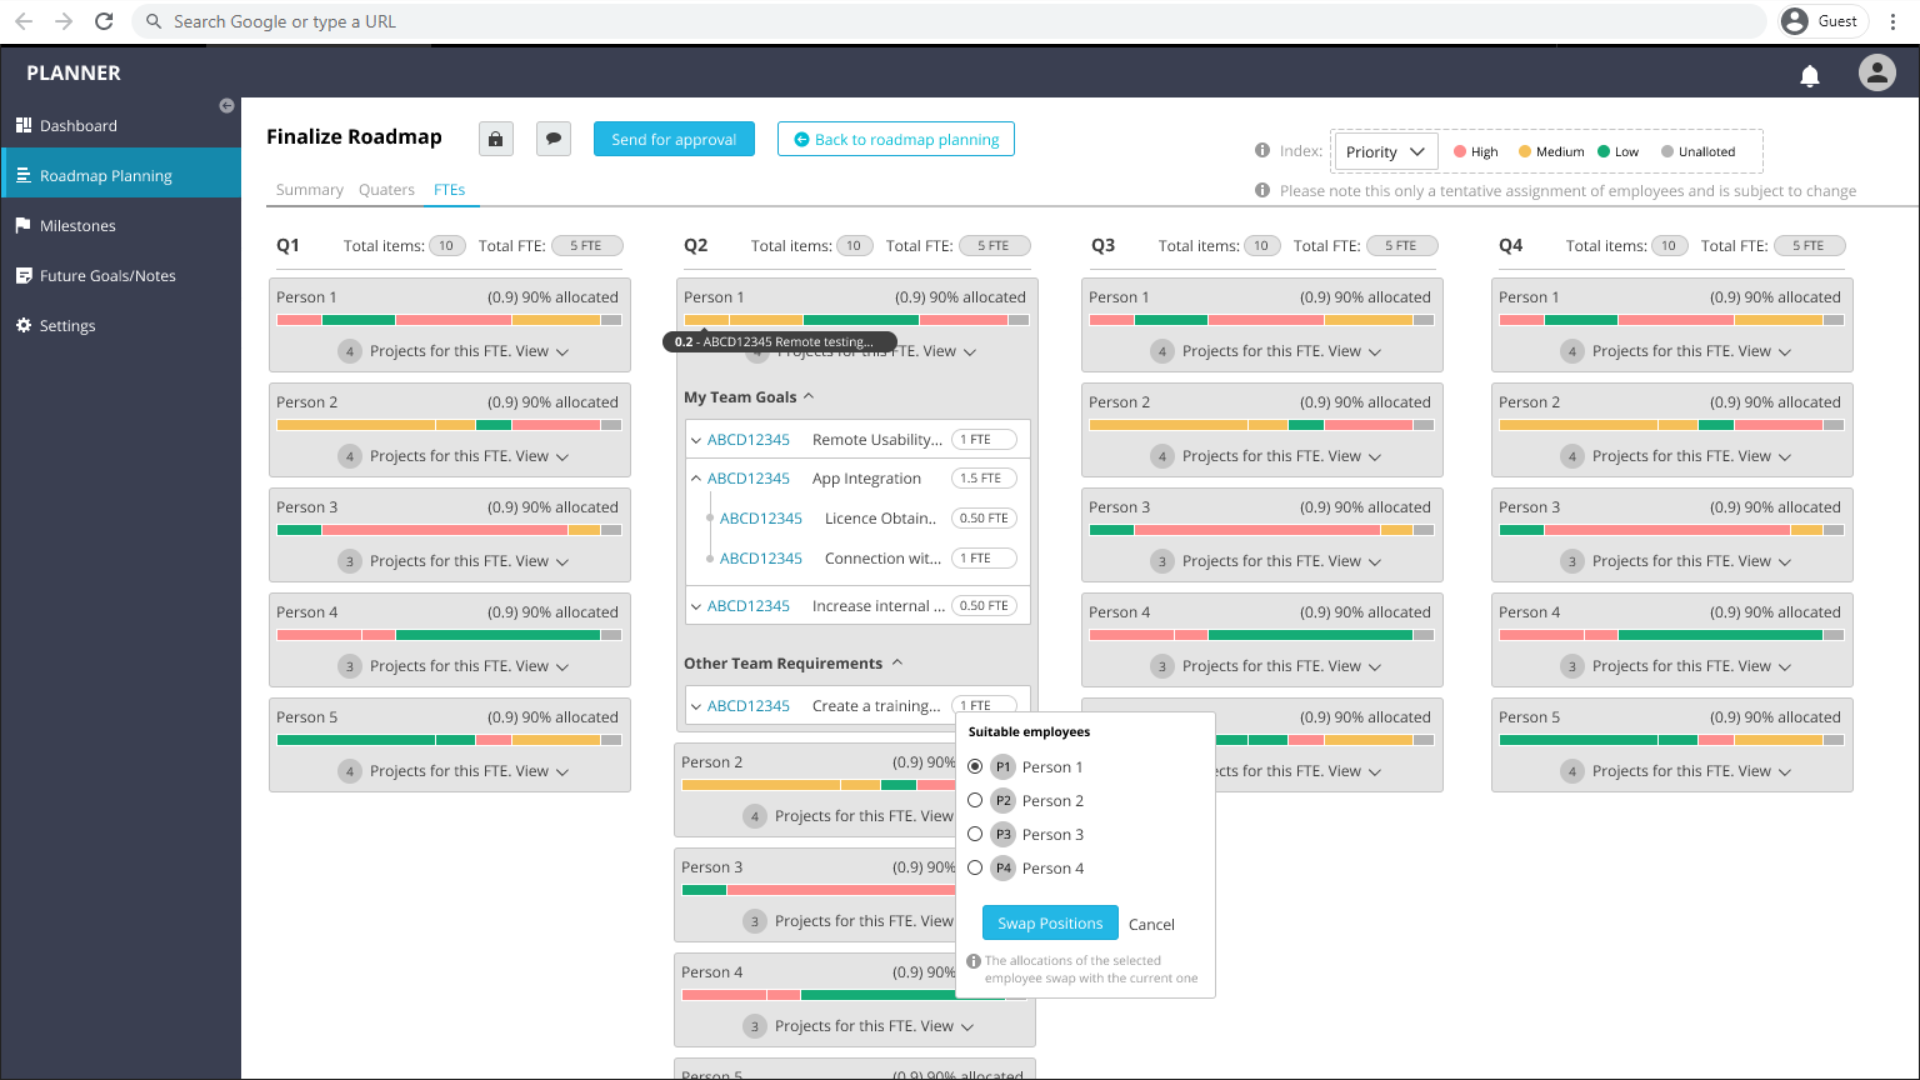 Search Google or type a URL
Guest
PLANNER
Dashboard
Roadmap Planning
Milestones
Future Goals/Notes
Settings
Finalize Roadmap
Send for approval
Back to roadmap planning
Index:
Priority
High
Medium
Low
Unalloted
Summary
Quaters
FTEs
Please note this only a tentative assignment of employees and is subject to change
Q1 Total items: 10 Total FTE: 5 FTE
Person 1 (0.9) 90% allocated
4 Projects for this FTE. View
Person 2 (0.9) 90% allocated
4 Projects for this FTE. View
Person 3 (0.9) 90% allocated
3 Projects for this FTE. View
Person 4 (0.9) 90% allocated
3 Projects for this FTE. View
Person 5 (0.9) 90% allocated
4 Projects for this FTE. View
Q2 Total items: 10 Total FTE: 5 FTE
Person 1 (0.9) 90% allocated
0.2 - ABCD12345 Remote testing...
4 Projects for this FTE. View
My Team Goals
ABCD12345 Remote Usability... 1 FTE
ABCD12345 App Integration 1.5 FTE
ABCD12345 Licence Obtain.. 0.50 FTE
ABCD12345 Connection wit... 1 FTE
ABCD12345 Increase internal ... 0.50 FTE
Other Team Requirements
ABCD12345 Create a training... 1 FTE
Person 2 (0.9) 90%
4 Projects for this FTE. View
Person 3 (0.9) 90%
3 Projects for this FTE. View
Person 4 (0.9) 90%
3 Projects for this FTE. View
Person 5 (0.9) 90% allocated
Suitable employees
P1 Person 1
P2 Person 2
P3 Person 3
P4 Person 4
Swap Positions
Cancel
The allocations of the selected
employee swap with the current one
Q3 Total items: 10 Total FTE: 5 FTE
Person 1 (0.9) 90% allocated
4 Projects for this FTE. View
Person 2 (0.9) 90% allocated
4 Projects for this FTE. View
Person 3 (0.9) 90% allocated
3 Projects for this FTE. View
Person 4 (0.9) 90% allocated
3 Projects for this FTE. View
(0.9) 90% allocated
cts for this FTE. View
Q4 Total items: 10 Total FTE: 5 FTE
Person 1 (0.9) 90% allocated
4 Projects for this FTE. View
Person 2 (0.9) 90% allocated
4 Projects for this FTE. View
Person 3 (0.9) 90% allocated
3 Projects for this FTE. View
Person 4 (0.9) 90% allocated
3 Projects for this FTE. View
Person 5 (0.9) 90% allocated
4 Projects for this FTE. View